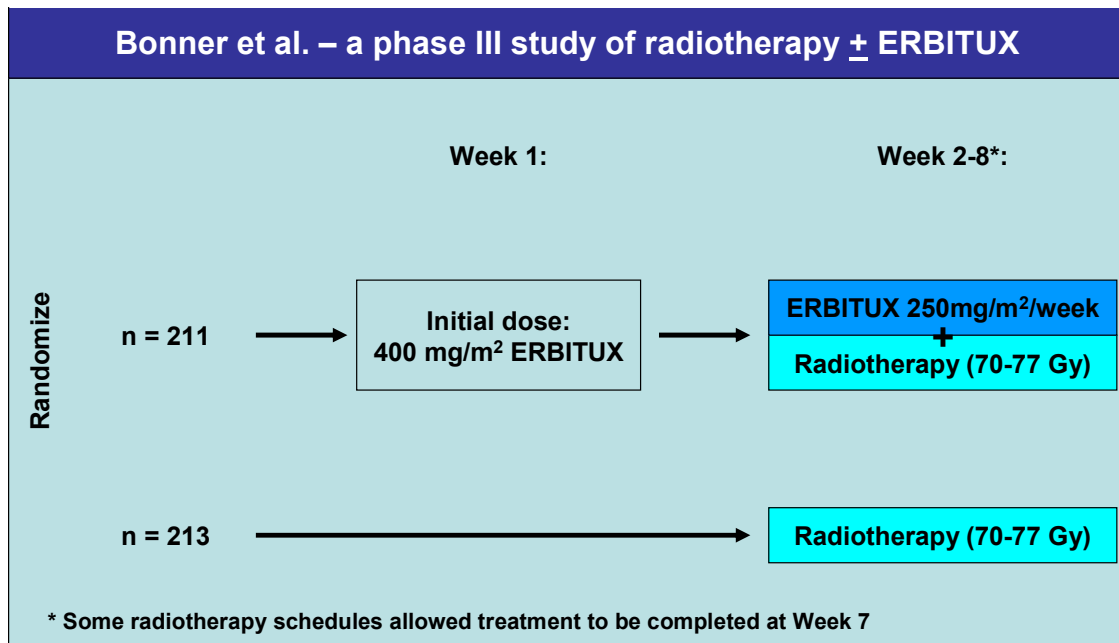 Bonner et al. – a phase III study of radiotherapy ± ERBITUX
Week 1:
Week 2-8*:
Randomize
n = 211
Initial dose:
400 mg/m² ERBITUX
ERBITUX 250mg/m²/week
+
Radiotherapy (70-77 Gy)
n = 213
Radiotherapy (70-77 Gy)
* Some radiotherapy schedules allowed treatment to be completed at Week 7